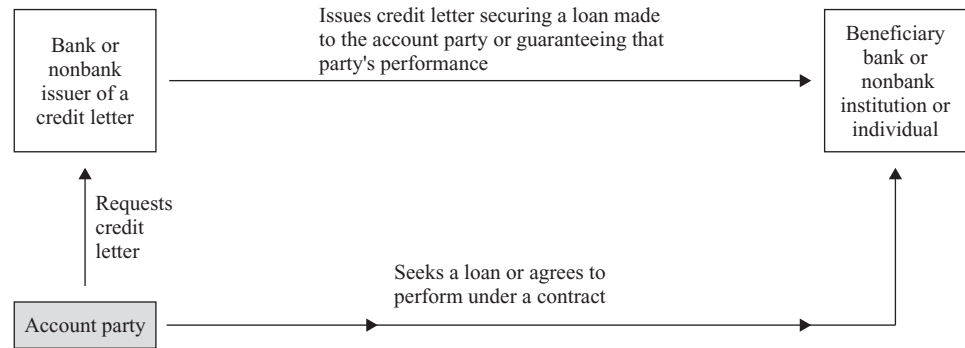 Issues credit letter securing a loan made
to the account party or guaranteeing that
party's performance
Bank or
nonbank
issuer of a
credit letter
Beneficiary
bank or
nonbank
institution or
individual
Requests
credit
letter
Seeks a loan or agrees to
perform under a contract
Account party